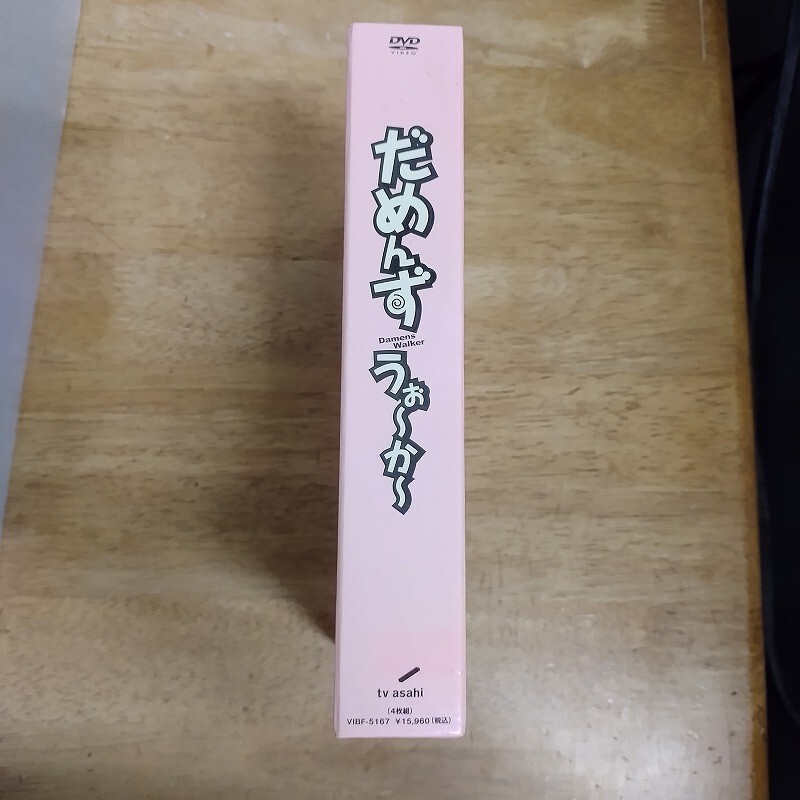 DVD
VIDEO
だめんず
Damens
Walker
うぉ〜か〜
tv asahi
(4枚組)
VIBF-5167 ¥15,960(税込)